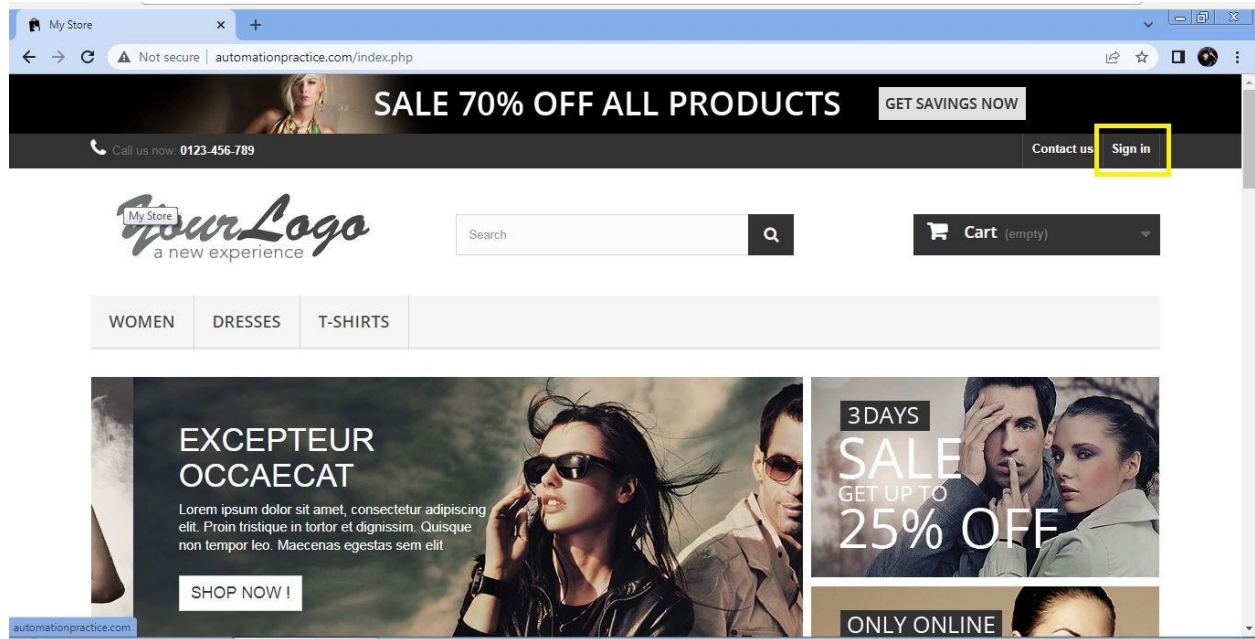 My Store
Not secure | automationpractice.com/index.php
SALE 70% OFF ALL PRODUCTS GET SAVINGS NOW
Call us now: 0123-456-789 Contact us Sign in
YourLogo
My Store
a new experience
Search
Cart (empty)
WOMEN DRESSES T-SHIRTS
EXCEPTEUR
OCCAECAT
Lorem ipsum dolor sit amet, consectetur adipiscing
elit. Proin tristique in tortor et dignissim. Quisque
non tempor leo. Maecenas egestas sem elit
SHOP NOW !
3 DAYS
SALE
GET UP TO
25% OFF
ONLY ONLINE
automationpractice.com